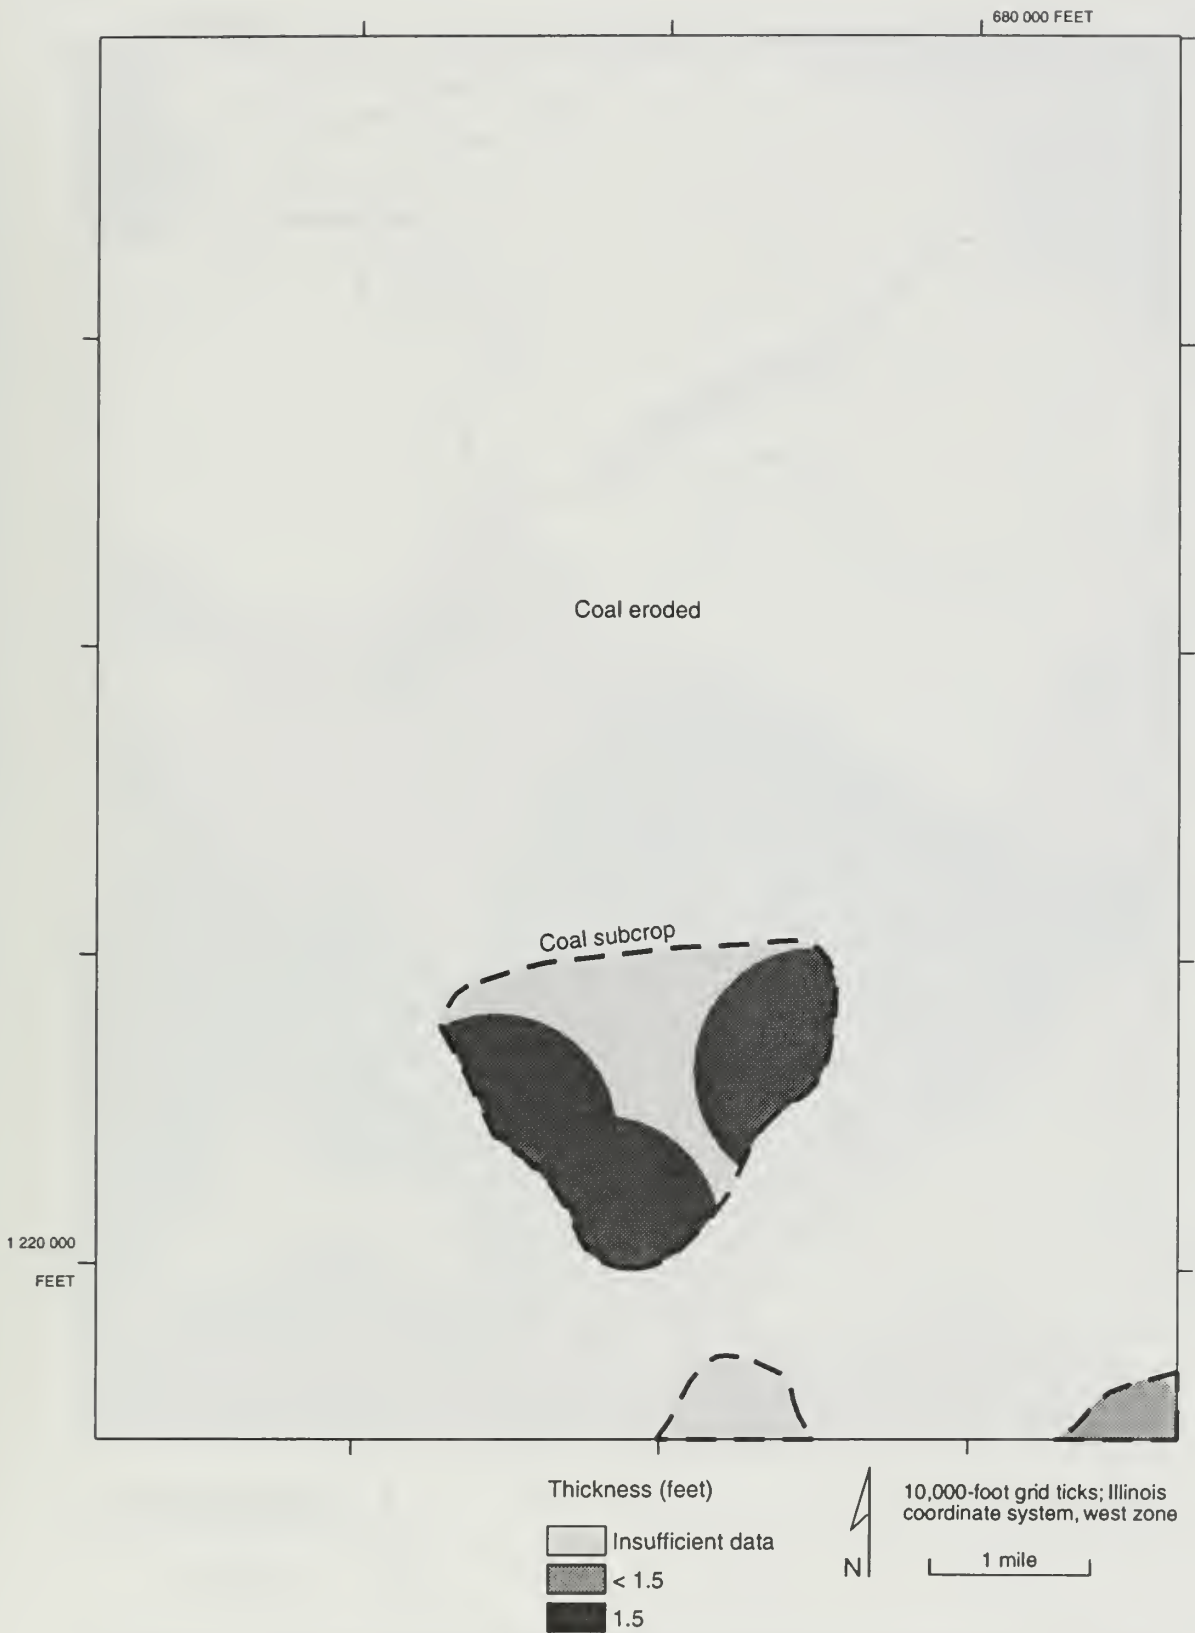 680 000 FEET
Coal eroded
Coal subcrop
1 220 000
FEET
Thickness (feet)
Insufficient data
< 1.5
1.5
N
10,000-foot grid ticks; Illinois
coordinate system, west zone
1 mile